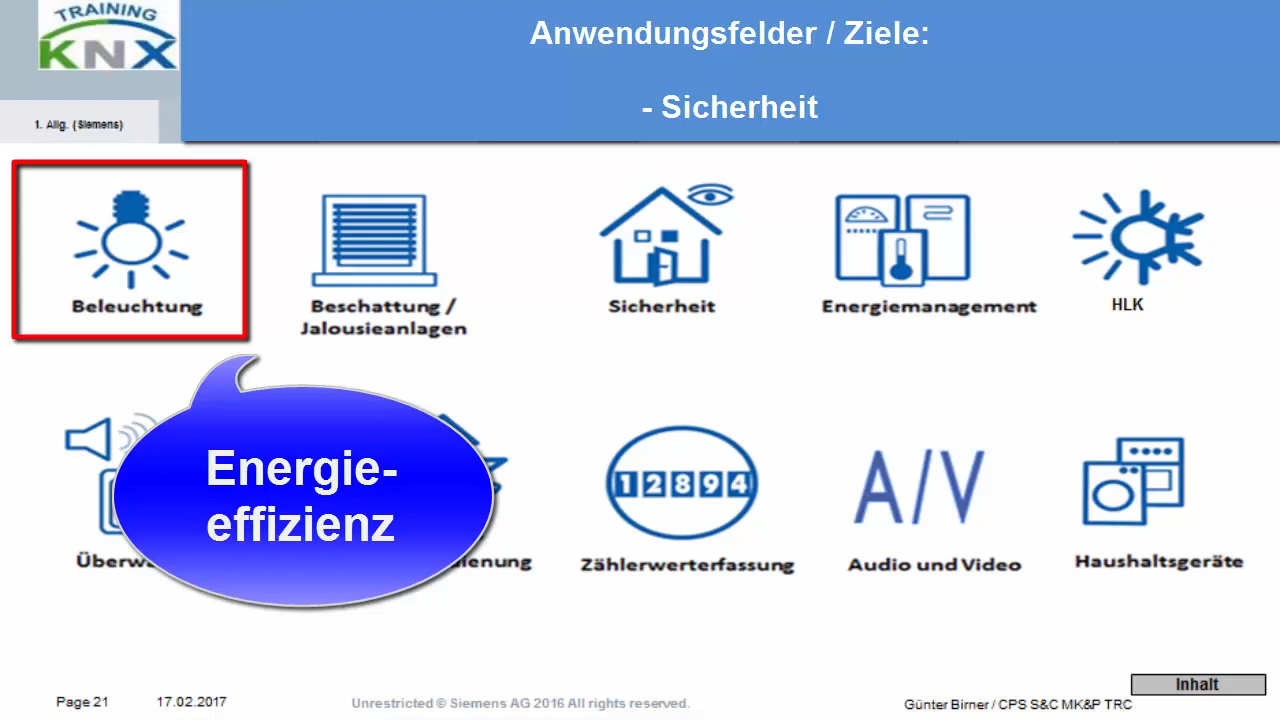 TRAINING
KNX
1. Allg. (Siemens)
Anwendungsfelder / Ziele:
- Sicherheit
Beleuchtung
Beschattung /
Jalousieanlagen
Sicherheit
Energiemanagement
HLK
Energie-
effizienz
12894
A/V
Zählerwerterfassung
Audio und Video
Haushaltsgeräte
Page 21
17.02.2017
Unrestricted © Siemens AG 2016 All rights reserved.
Günter Birner / CPS S&C MK&P TRC
Inhalt